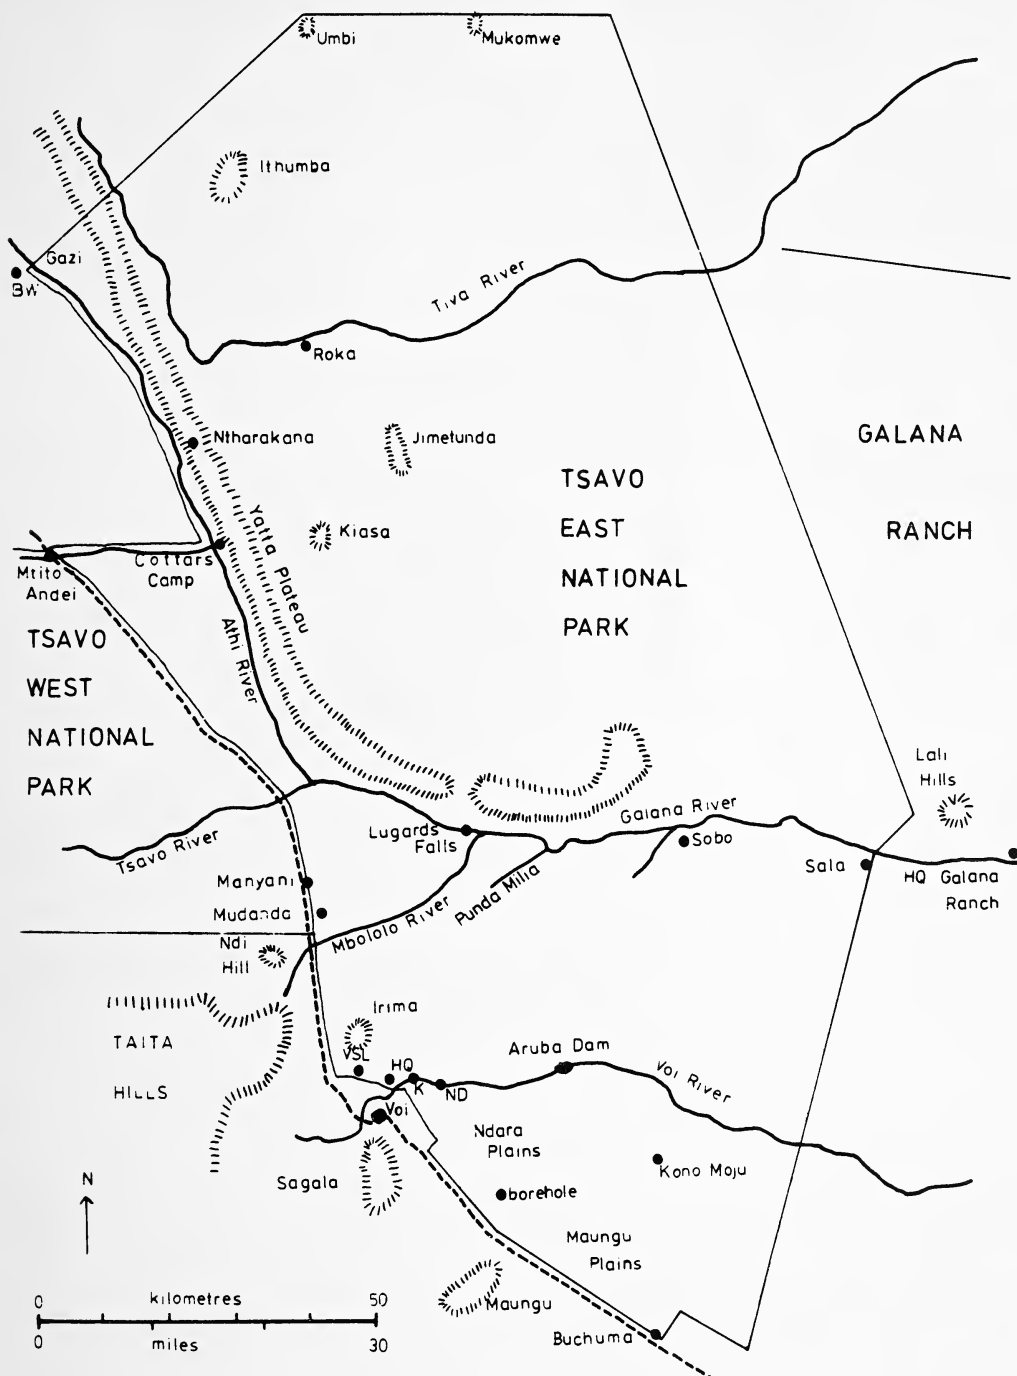 Umbi
Mukomwe
Ithumba
Gazi
BW
Tiva River
Roka
Ntharakana
Jimetunda
GALANA
RANCH
TSAVO
EAST
NATIONAL
PARK
Yatta Plateau
Kiasa
Cottars
Camp
Mtito
Andei
Athi River
TSAVO
WEST
NATIONAL
PARK
Lali
Hills
Galana River
Tsavo River
Lugards
Falls
Sobo
Sala
HQ Galana
Ranch
Manyani
Punda Milia
Mudanda
Mbololo River
Ndi
Hill
Irima
TAITA
HILLS
VSL
HQ
K
ND
Aruba Dam
Voi River
Voi
Ndara
Plains
Kono Moju
Sagala
borehole
N
Maungu
Plains
Maungu
Buchuma
0 kilometres 50
0 miles 30